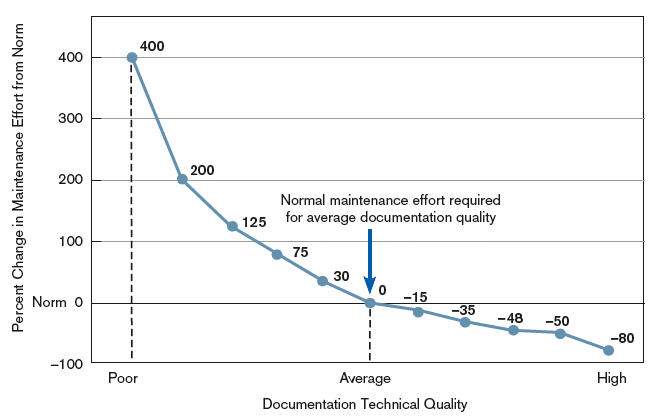 Percent Change in Maintenance Effort from Norm
400
300
200
100
Norm 0
−100
400
200
125
75
30
0
−15
−35
−48
−50
−80
Normal maintenance effort required
for average documentation quality
Poor
Average
High
Documentation Technical Quality